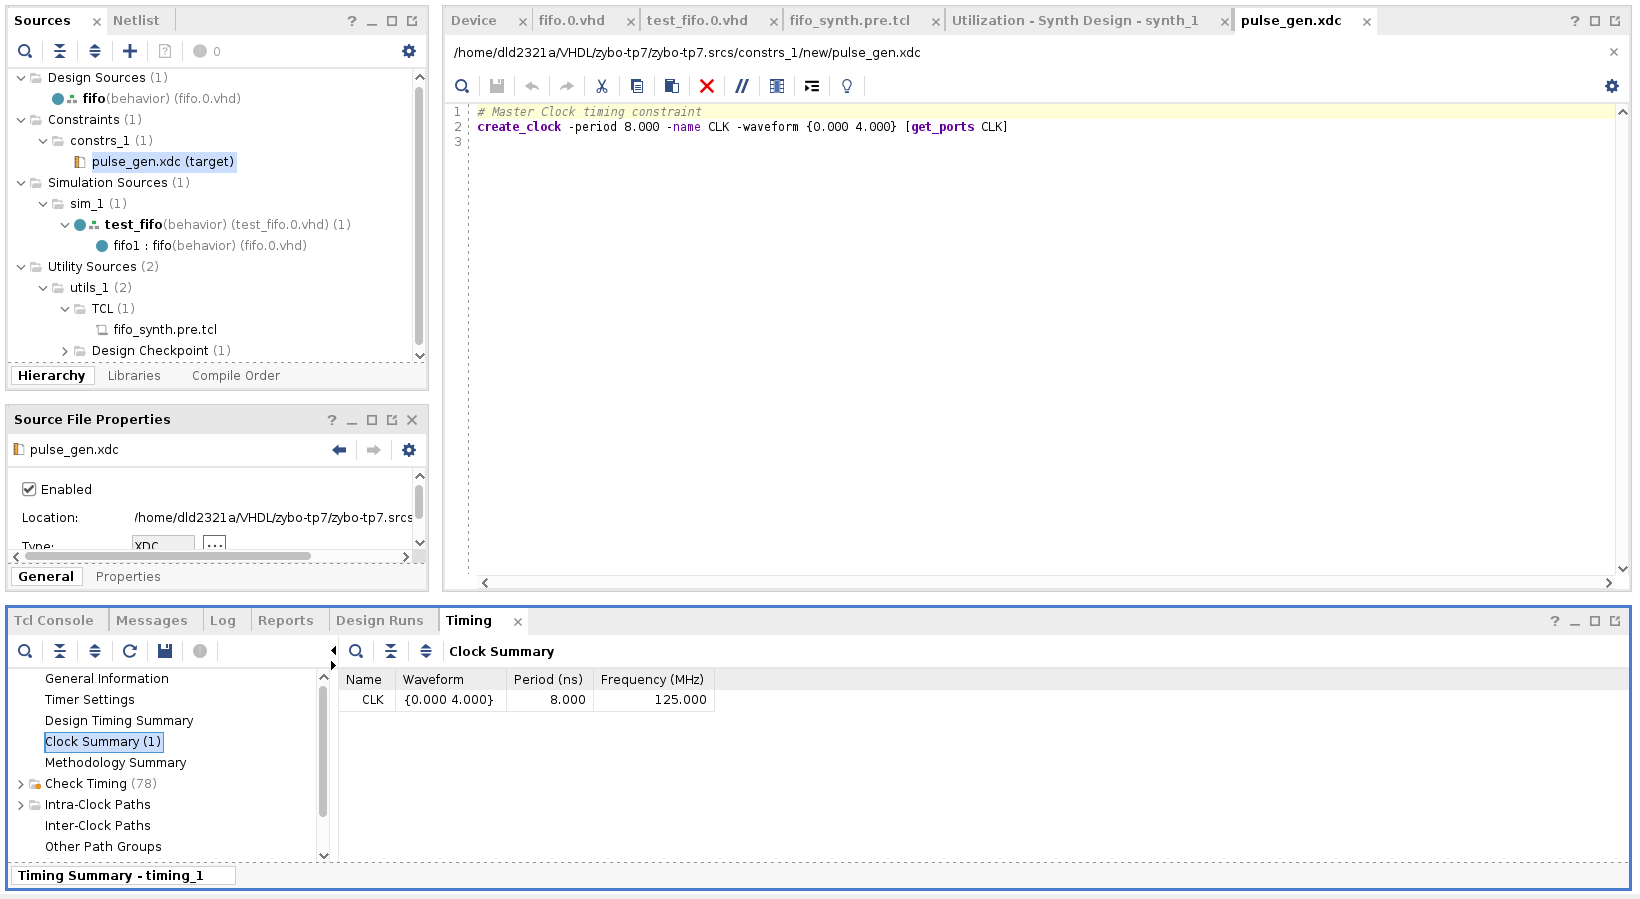 Sources
Netlist
0
Design Sources (1)
fifo(behavior) (fifo.0.vhd)
Constraints (1)
constrs_1 (1)
pulse_gen.xdc (target)
Simulation Sources (1)
sim_1 (1)
test_fifo(behavior) (test_fifo.0.vhd) (1)
fifo1 : fifo(behavior) (fifo.0.vhd)
Utility Sources (2)
utils_1 (2)
TCL (1)
fifo_synth.pre.tcl
Design Checkpoint (1)
Hierarchy Libraries Compile Order
Source File Properties
pulse_gen.xdc
Enabled
Location: /home/dld2321a/VHDL/zybo-tp7/zybo-tp7.srcs
Type: XDC ...
General Properties
Device fifo.0.vhd test_fifo.0.vhd fifo_synth.pre.tcl Utilization - Synth Design - synth_1 pulse_gen.xdc
/home/dld2321a/VHDL/zybo-tp7/zybo-tp7.srcs/constrs_1/new/pulse_gen.xdc
1 # Master Clock timing constraint
2 create_clock -period 8.000 -name CLK -waveform {0.000 4.000} [get_ports CLK]
3
Tcl Console Messages Log Reports Design Runs Timing
General Information
Timer Settings
Design Timing Summary
Clock Summary (1)
Methodology Summary
Check Timing (78)
Intra-Clock Paths
Inter-Clock Paths
Other Path Groups
Clock Summary
Name Waveform Period (ns) Frequency (MHz)
CLK {0.000 4.000} 8.000 125.000
Timing Summary - timing_1